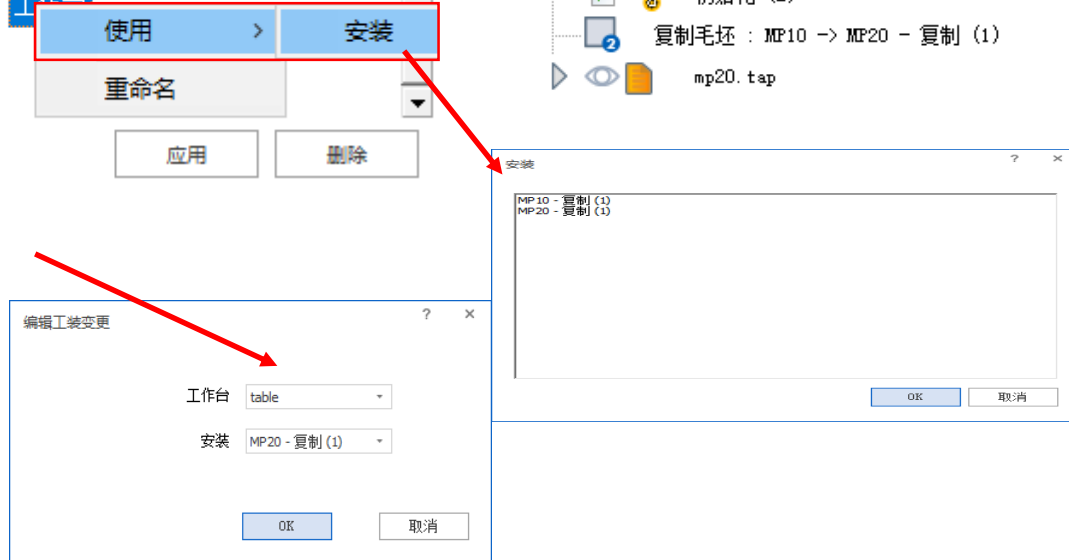 使用 > 安装
重命名
应用 删除
复制毛坯 : MP10 -> MP20 - 复制 (1)
mp20.tap
安装 ? ×
MP10 - 复制 (1)
MP20 - 复制 (1)
OK 取消
编辑工装变更 ? ×
工作台 table
安装 MP20 - 复制 (1)
OK 取消